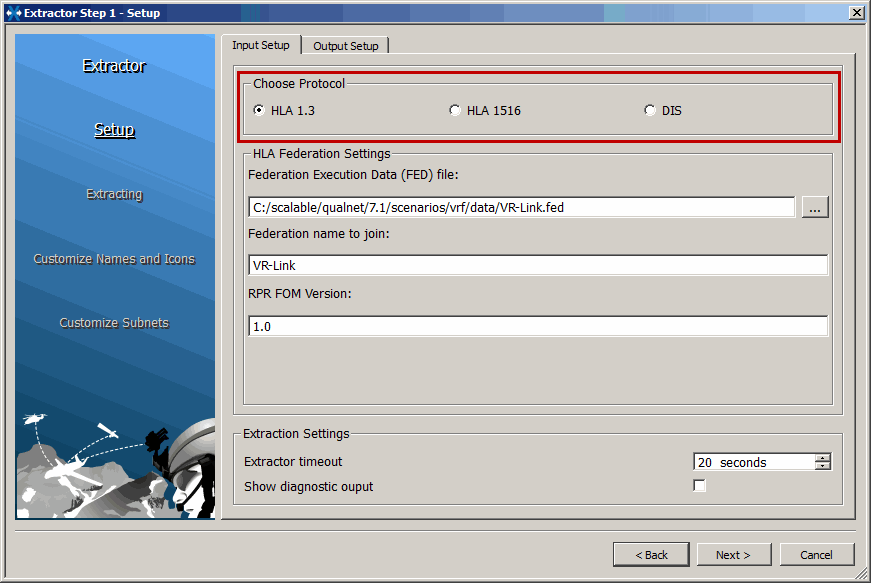 Extractor Step 1 - Setup
Extractor
Setup
Extracting
Customize Names and Icons
Customize Subnets
Input Setup
Output Setup
Choose Protocol
HLA 1.3
HLA 1516
DIS
HLA Federation Settings
Federation Execution Data (FED) file:
C:/scalable/qualnet/7.1/scenarios/vrf/data/VR-Link.fed
...
Federation name to join:
VR-Link
RPR FOM Version:
1.0
Extraction Settings
Extractor timeout
20 seconds
Show diagnostic ouput
< Back
Next >
Cancel